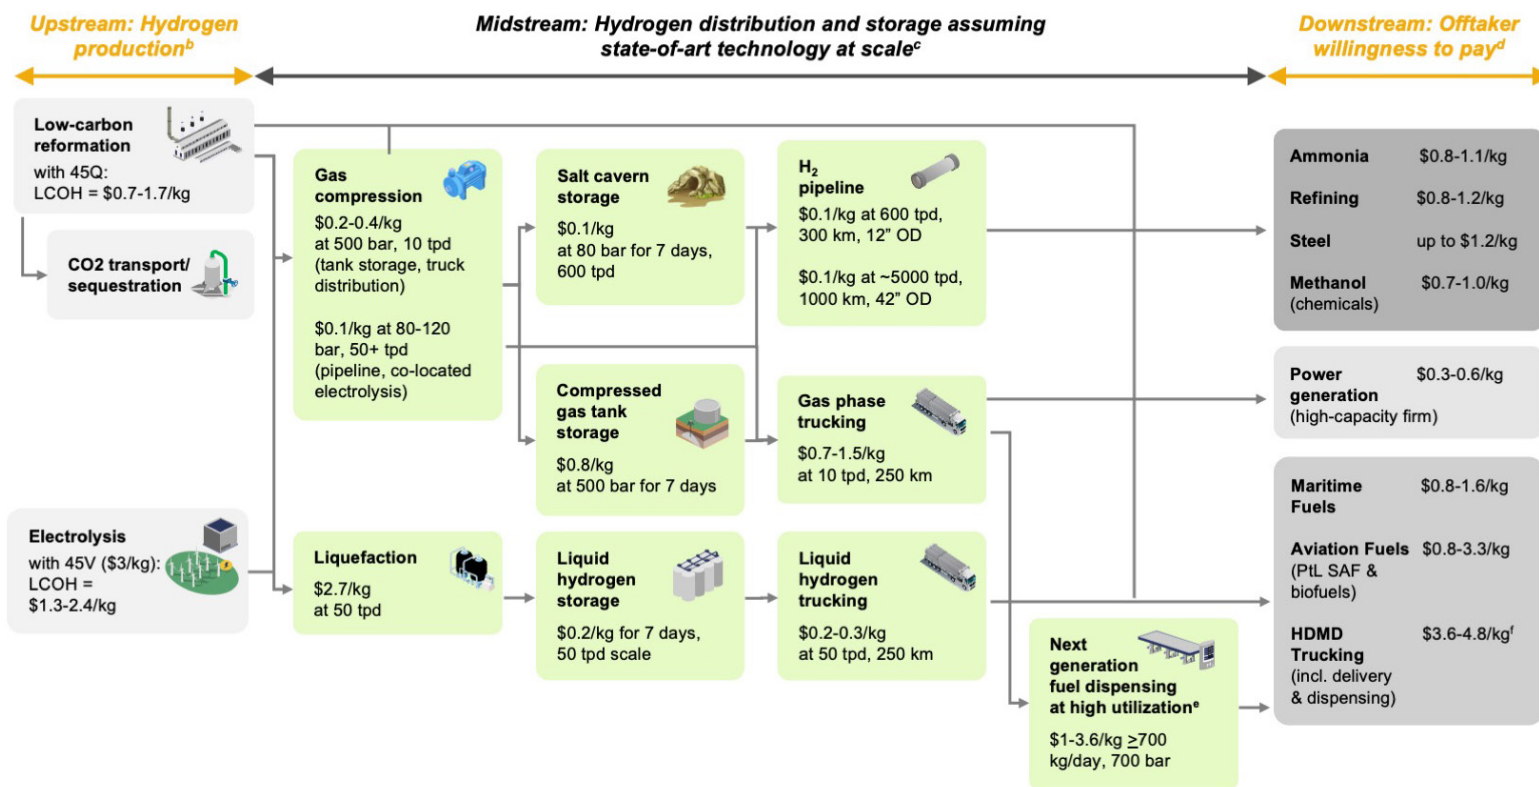 Upstream: Hydrogen
productionᵇ
Midstream: Hydrogen distribution and storage assuming
state-of-art technology at scaleᶜ
Downstream: Offtaker
willingness to payᵈ
Low-carbon
reformation
with 45Q:
LCOH = $0.7-1.7/kg
CO2 transport/
sequestration
Electrolysis
with 45V ($3/kg):
LCOH =
$1.3-2.4/kg
Gas
compression
$0.2-0.4/kg
at 500 bar, 10 tpd
(tank storage, truck
distribution)
$0.1/kg at 80-120
bar, 50+ tpd
(pipeline, co-located
electrolysis)
Liquefaction
$2.7/kg
at 50 tpd
Salt cavern
storage
$0.1/kg
at 80 bar for 7 days,
600 tpd
Compressed
gas tank
storage
$0.8/kg
at 500 bar for 7 days
Liquid
hydrogen
storage
$0.2/kg for 7 days,
50 tpd scale
H₂
pipeline
$0.1/kg at 600 tpd,
300 km, 12” OD
$0.1/kg at ~5000 tpd,
1000 km, 42” OD
Gas phase
trucking
$0.7-1.5/kg
at 10 tpd, 250 km
Liquid
hydrogen
trucking
$0.2-0.3/kg
at 50 tpd, 250 km
Next
generation
fuel dispensing
at high utilizationᵉ
$1-3.6/kg ≥700
kg/day, 700 bar
Ammonia $0.8-1.1/kg
Refining $0.8-1.2/kg
Steel up to $1.2/kg
Methanol $0.7-1.0/kg
(chemicals)
Power $0.3-0.6/kg
generation
(high-capacity firm)
Maritime $0.8-1.6/kg
Fuels
Aviation Fuels $0.8-3.3/kg
(PtL SAF &
biofuels)
HDMD $3.6-4.8/kgᶠ
Trucking
(incl. delivery
& dispensing)